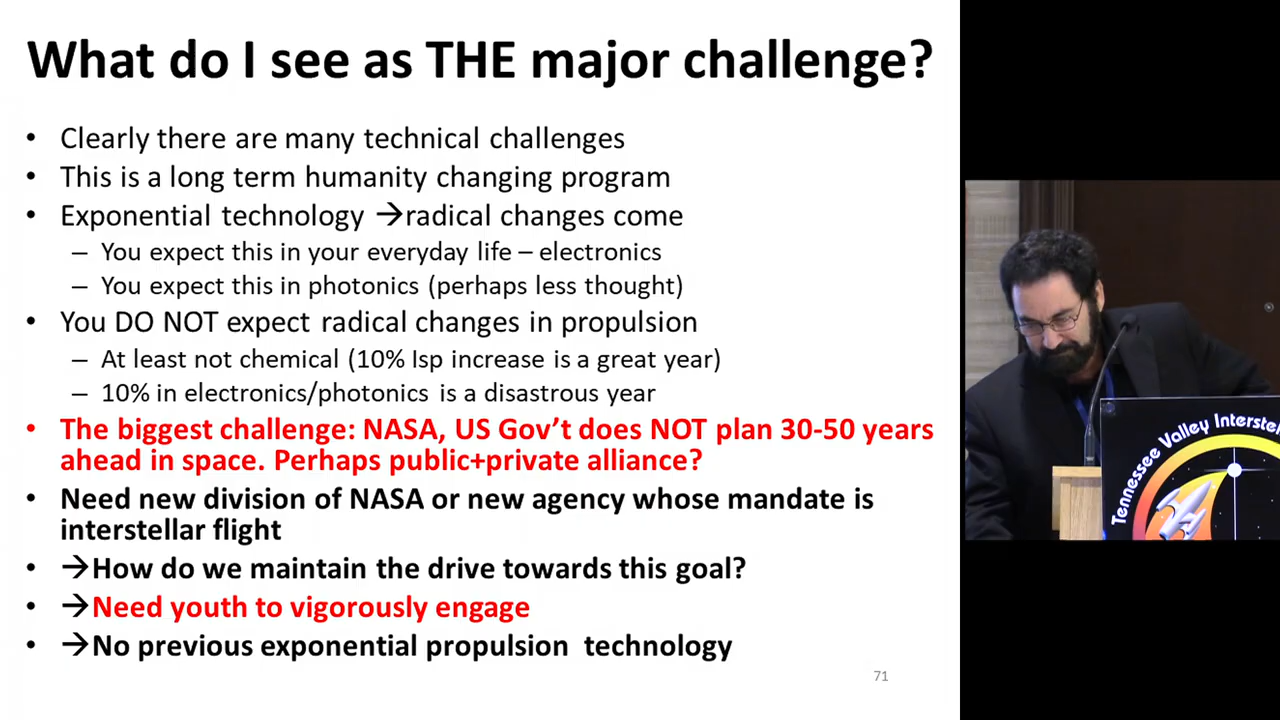 What do I see as THE major challenge?
• Clearly there are many technical challenges
• This is a long term humanity changing program
• Exponential technology →radical changes come
– You expect this in your everyday life – electronics
– You expect this in photonics (perhaps less thought)
• You DO NOT expect radical changes in propulsion
– At least not chemical (10% Isp increase is a great year)
– 10% in electronics/photonics is a disastrous year
• The biggest challenge: NASA, US Gov't does NOT plan 30-50 years
ahead in space. Perhaps public+private alliance?
• Need new division of NASA or new agency whose mandate is
interstellar flight
• →How do we maintain the drive towards this goal?
• →Need youth to vigorously engage
• →No previous exponential propulsion technology
71
Tennessee Valley Interstel